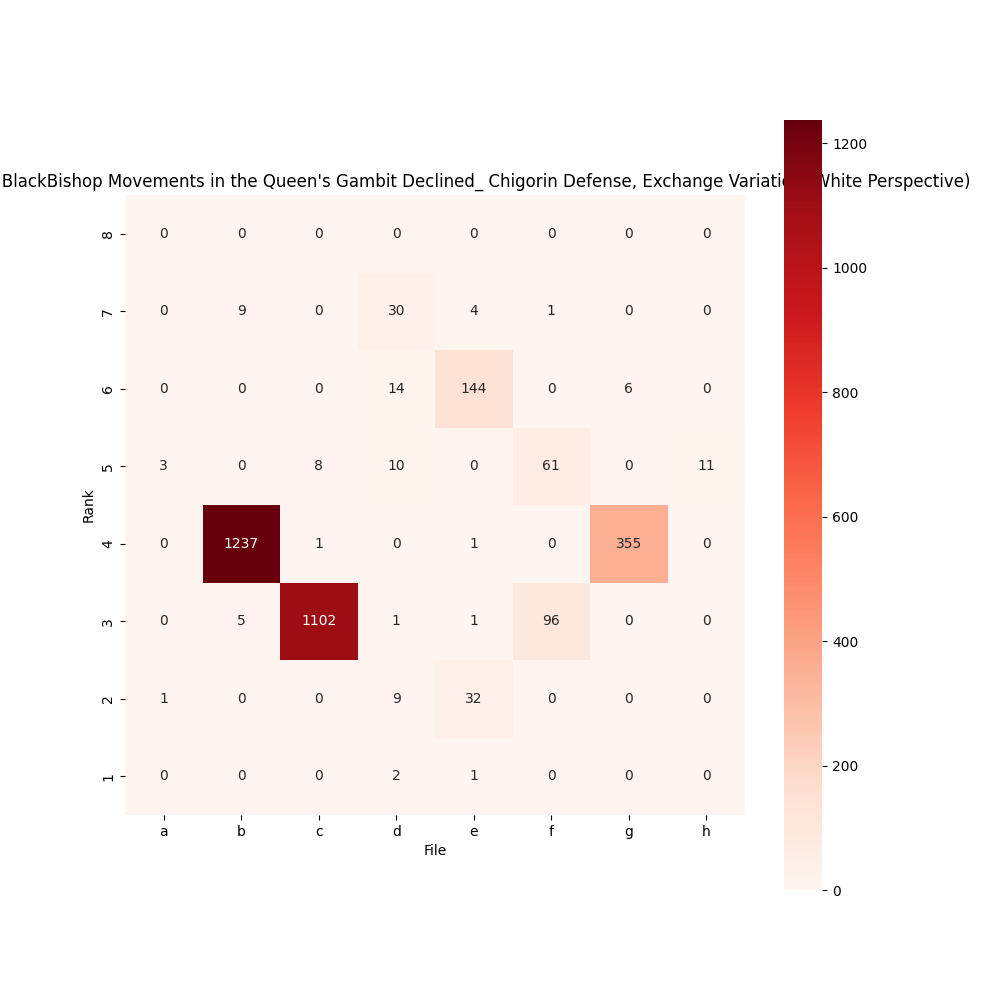 1200
BlackBishop Movements in the Queen's Gambit Declined_ Chigorin Defense, Exchange White Perspective)
8 0 0 0 0 0 0 0 0
1000
7 0 9 0 30 4 1 0 0
6 0 0 0 14 144 0 6 0
800
5 3 0 8 10 0 61 0 11
Rank
600
4 0 1237 1 0 1 0 355 0
400
3 0 5 1102 1 1 96 0 0
2 1 0 0 9 32 0 0 0
200
1 0 0 0 2 1 0 0 0
a b c d e f g h
File
0